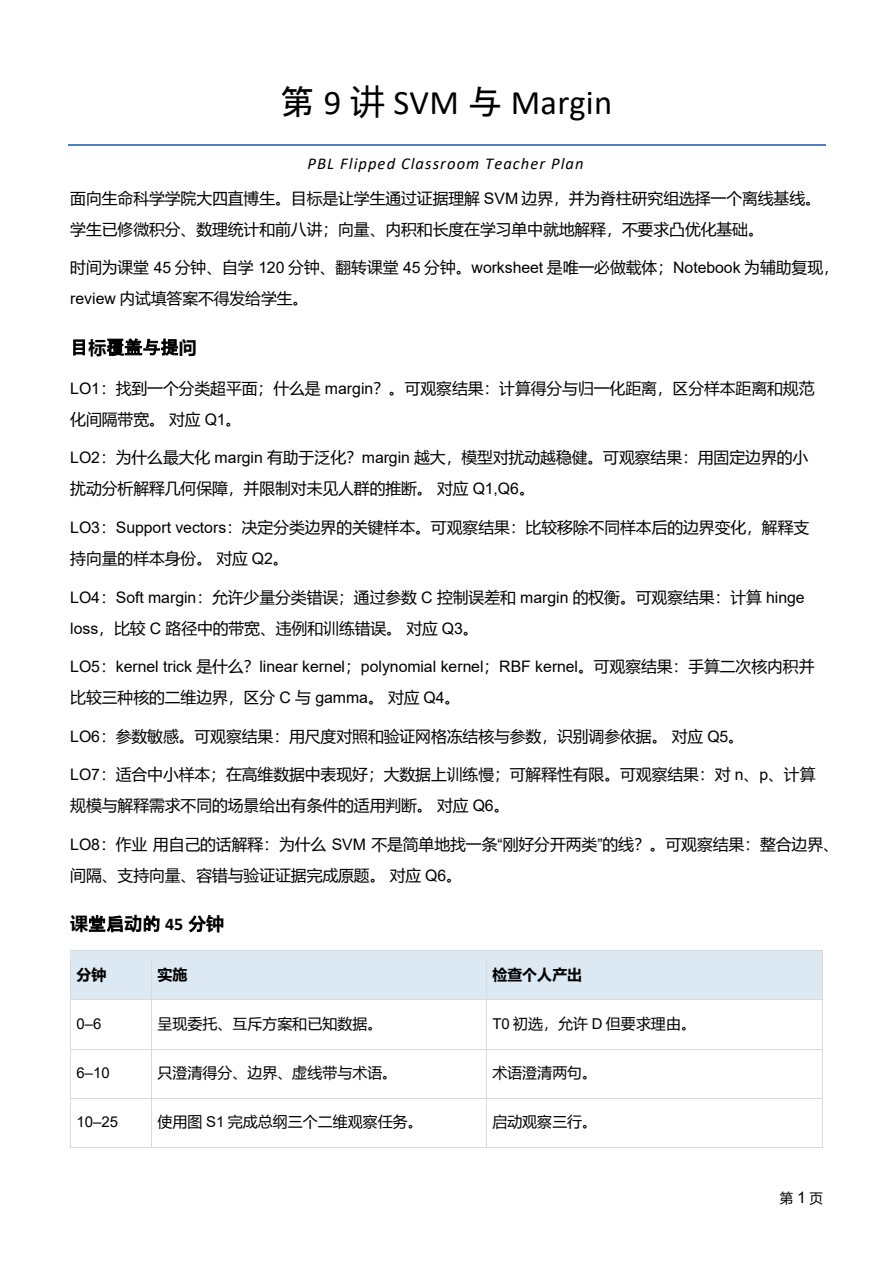 第 9 讲 SVM 与 Margin
PBL Flipped Classroom Teacher Plan
面向生命科学学院大四直博生。目标是让学生通过证据理解 SVM 边界，并为脊柱研究组选择一个离线基线。
学生已修微积分、数理统计和前八讲；向量、内积和长度在学习单中就地解释，不要求凸优化基础。
时间为课堂 45 分钟、自学 120 分钟、翻转课堂 45 分钟。worksheet 是唯一必做载体；Notebook 为辅助复现，
review 内试填答案不得发给学生。
目标覆盖与提问
LO1：找到一个分类超平面；什么是 margin？。可观察结果：计算得分与归一化距离，区分样本距离和规范
化间隔带宽。 对应 Q1。
LO2：为什么最大化 margin 有助于泛化？margin 越大，模型对扰动越稳健。可观察结果：用固定边界的小
扰动分析解释几何保障，并限制对未见人群的推断。 对应 Q1,Q6。
LO3：Support vectors：决定分类边界的关键样本。可观察结果：比较移除不同样本后的边界变化，解释支
持向量的样本身份。 对应 Q2。
LO4：Soft margin：允许少量分类错误；通过参数 C 控制误差和 margin 的权衡。可观察结果：计算 hinge
loss，比较 C 路径中的带宽、违例和训练错误。 对应 Q3。
LO5：kernel trick 是什么？linear kernel；polynomial kernel；RBF kernel。可观察结果：手算二次核内积并
比较三种核的二维边界，区分 C 与 gamma。 对应 Q4。
LO6：参数敏感。可观察结果：用尺度对照和验证网格冻结核与参数，识别调参依据。 对应 Q5。
LO7：适合中小样本；在高维数据中表现好；大数据上训练慢；可解释性有限。可观察结果：对 n、p、计算
规模与解释需求不同的场景给出有条件的适用判断。 对应 Q6。
LO8：作业 用自己的话解释：为什么 SVM 不是简单地找一条“刚好分开两类”的线？。可观察结果：整合边界、
间隔、支持向量、容错与验证证据完成原题。 对应 Q6。
课堂启动的 45 分钟
分钟 实施 检查个人产出
0–6 呈现委托、互斥方案和已知数据。 T0 初选，允许 D 但要求理由。
6–10 只澄清得分、边界、虚线带与术语。 术语澄清两句。
10–25 使用图 S1 完成总纲三个二维观察任务。 启动观察三行。
第 1 页